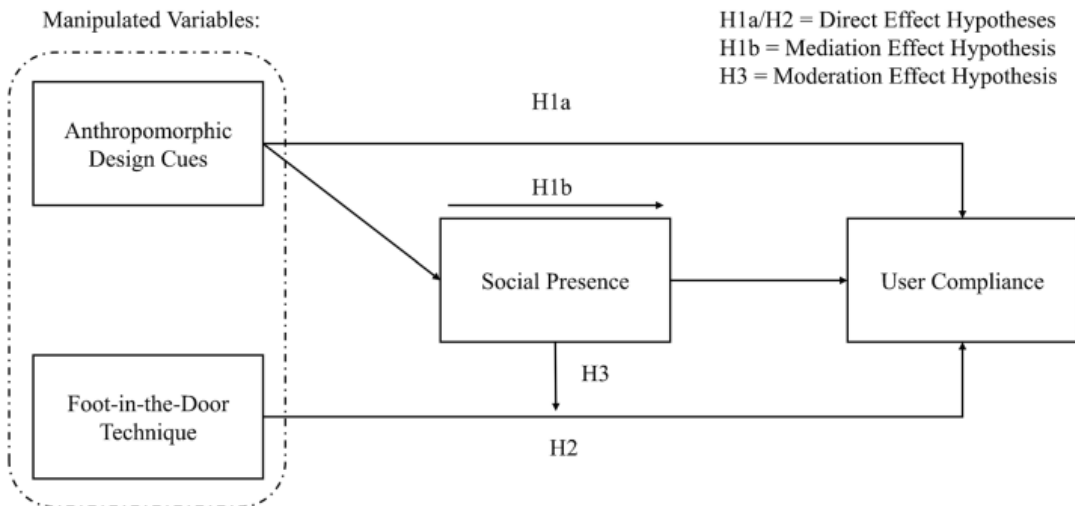 Manipulated Variables:
H1a/H2 = Direct Effect Hypotheses
H1b = Mediation Effect Hypothesis
H3 = Moderation Effect Hypothesis
H1a
Anthropomorphic
Design Cues
H1b
Social Presence
User Compliance
H3
Foot-in-the-Door
Technique
H2